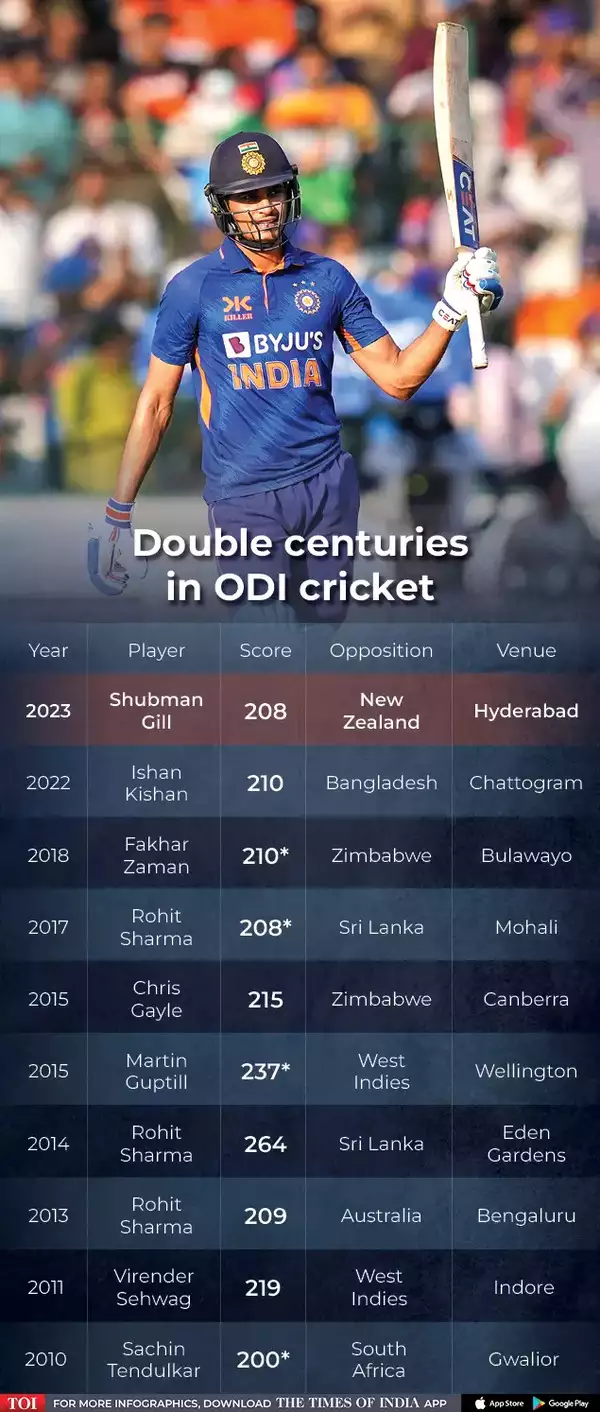 CEAT
KILLER
BYJU'S
INDIA
CEAT
Double centuries
in ODI cricket
Year Player Score Opposition Venue
2023 Shubman Gill 208 New Zealand Hyderabad
2022 Ishan Kishan 210 Bangladesh Chattogram
2018 Fakhar Zaman 210* Zimbabwe Bulawayo
2017 Rohit Sharma 208* Sri Lanka Mohali
2015 Chris Gayle 215 Zimbabwe Canberra
2015 Martin Guptill 237* West Indies Wellington
2014 Rohit Sharma 264 Sri Lanka Eden Gardens
2013 Rohit Sharma 209 Australia Bengaluru
2011 Virender Sehwag 219 West Indies Indore
2010 Sachin Tendulkar 200* South Africa Gwalior
TOI FOR MORE INFOGRAPHICS, DOWNLOAD THE TIMES OF INDIA APP App Store Google Play